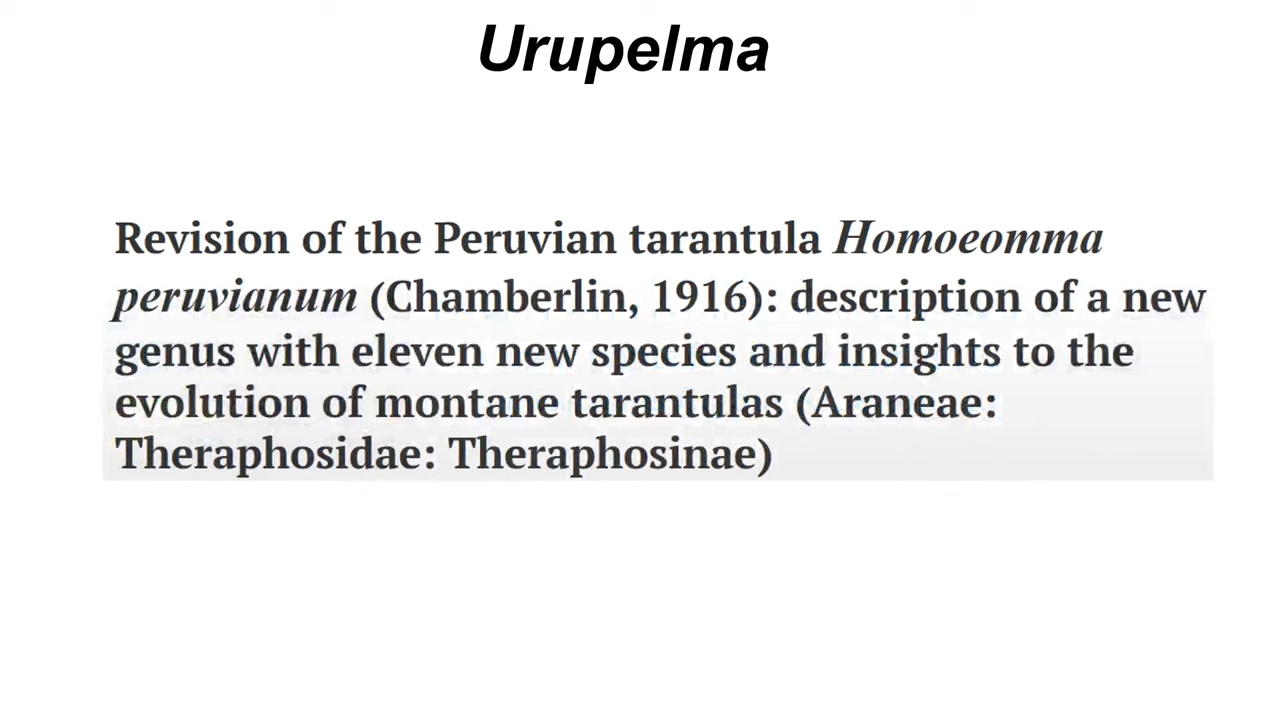 Urupelma
Revision of the Peruvian tarantula Homoeomma
peruvianum (Chamberlin, 1916): description of a new
genus with eleven new species and insights to the
evolution of montane tarantulas (Araneae:
Theraphosidae: Theraphosinae)